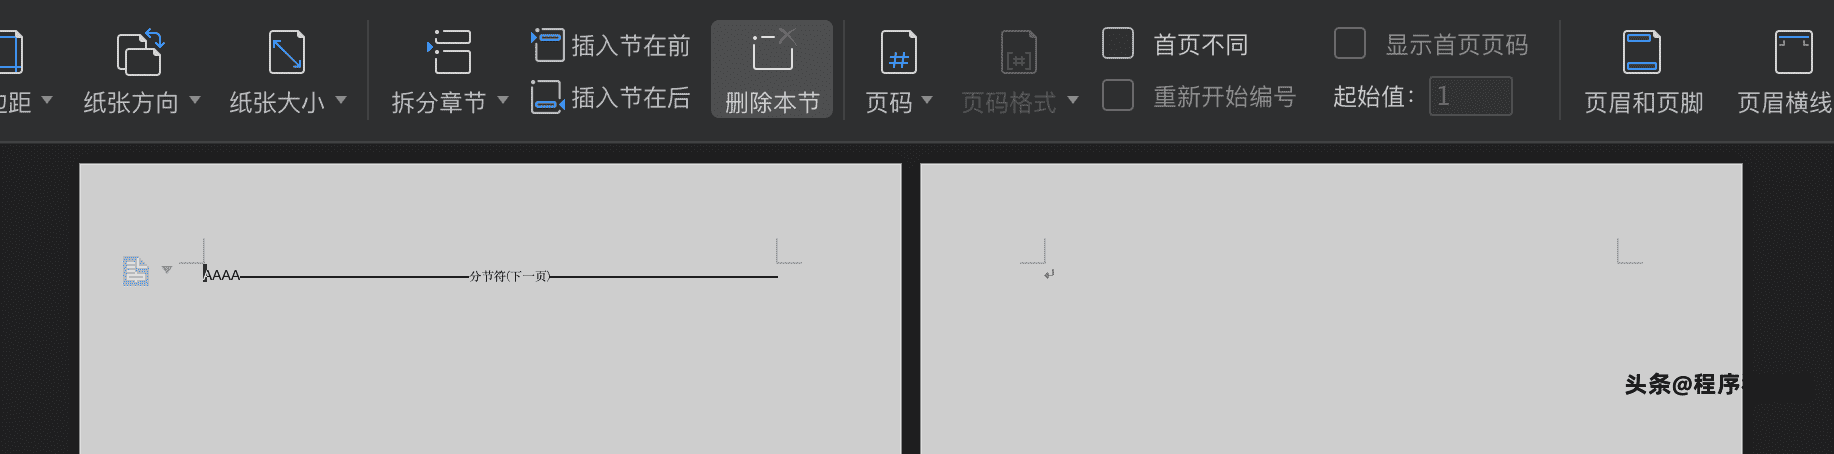 插入节在前
首页不同
显示首页页码
插入节在后
重新开始编号
起始值：
1
距
纸张方向
纸张大小
拆分章节
删除本节
页码
页码格式
页眉和页脚
页眉横线
AAAA
分节符(下一页)
头条@程序